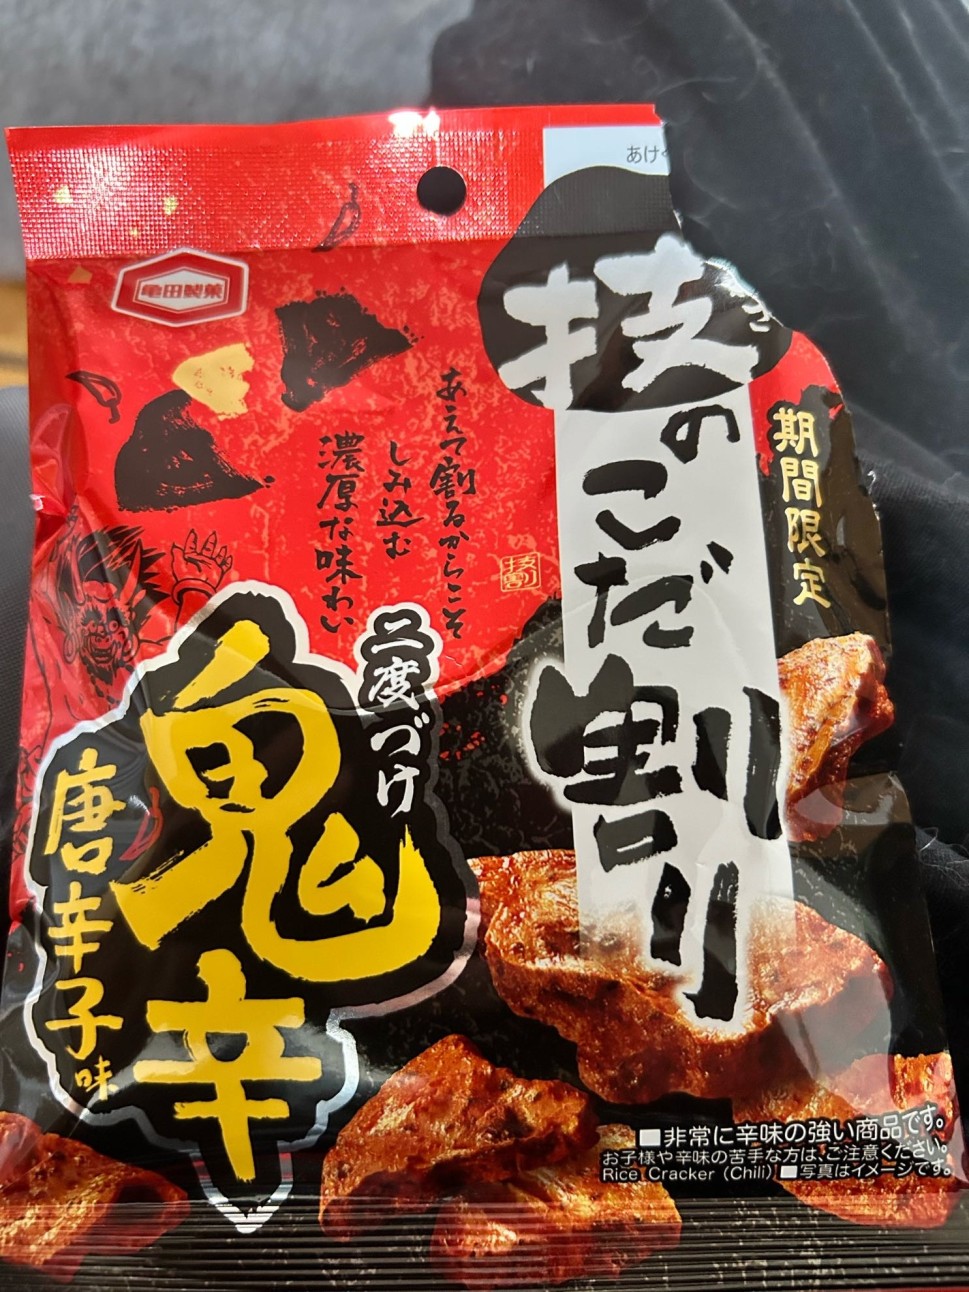 あけ
亀田製菓
技の
こだ割り
期間限定
あえて割るからこそ
しみ込む
濃厚な味わい
技割
二度づけ
鬼辛
唐辛子味
■非常に辛味の強い商品です。
お子様や辛味の苦手な方は、ご注意ください。
Rice Cracker (Chili) ■写真はイメージです。